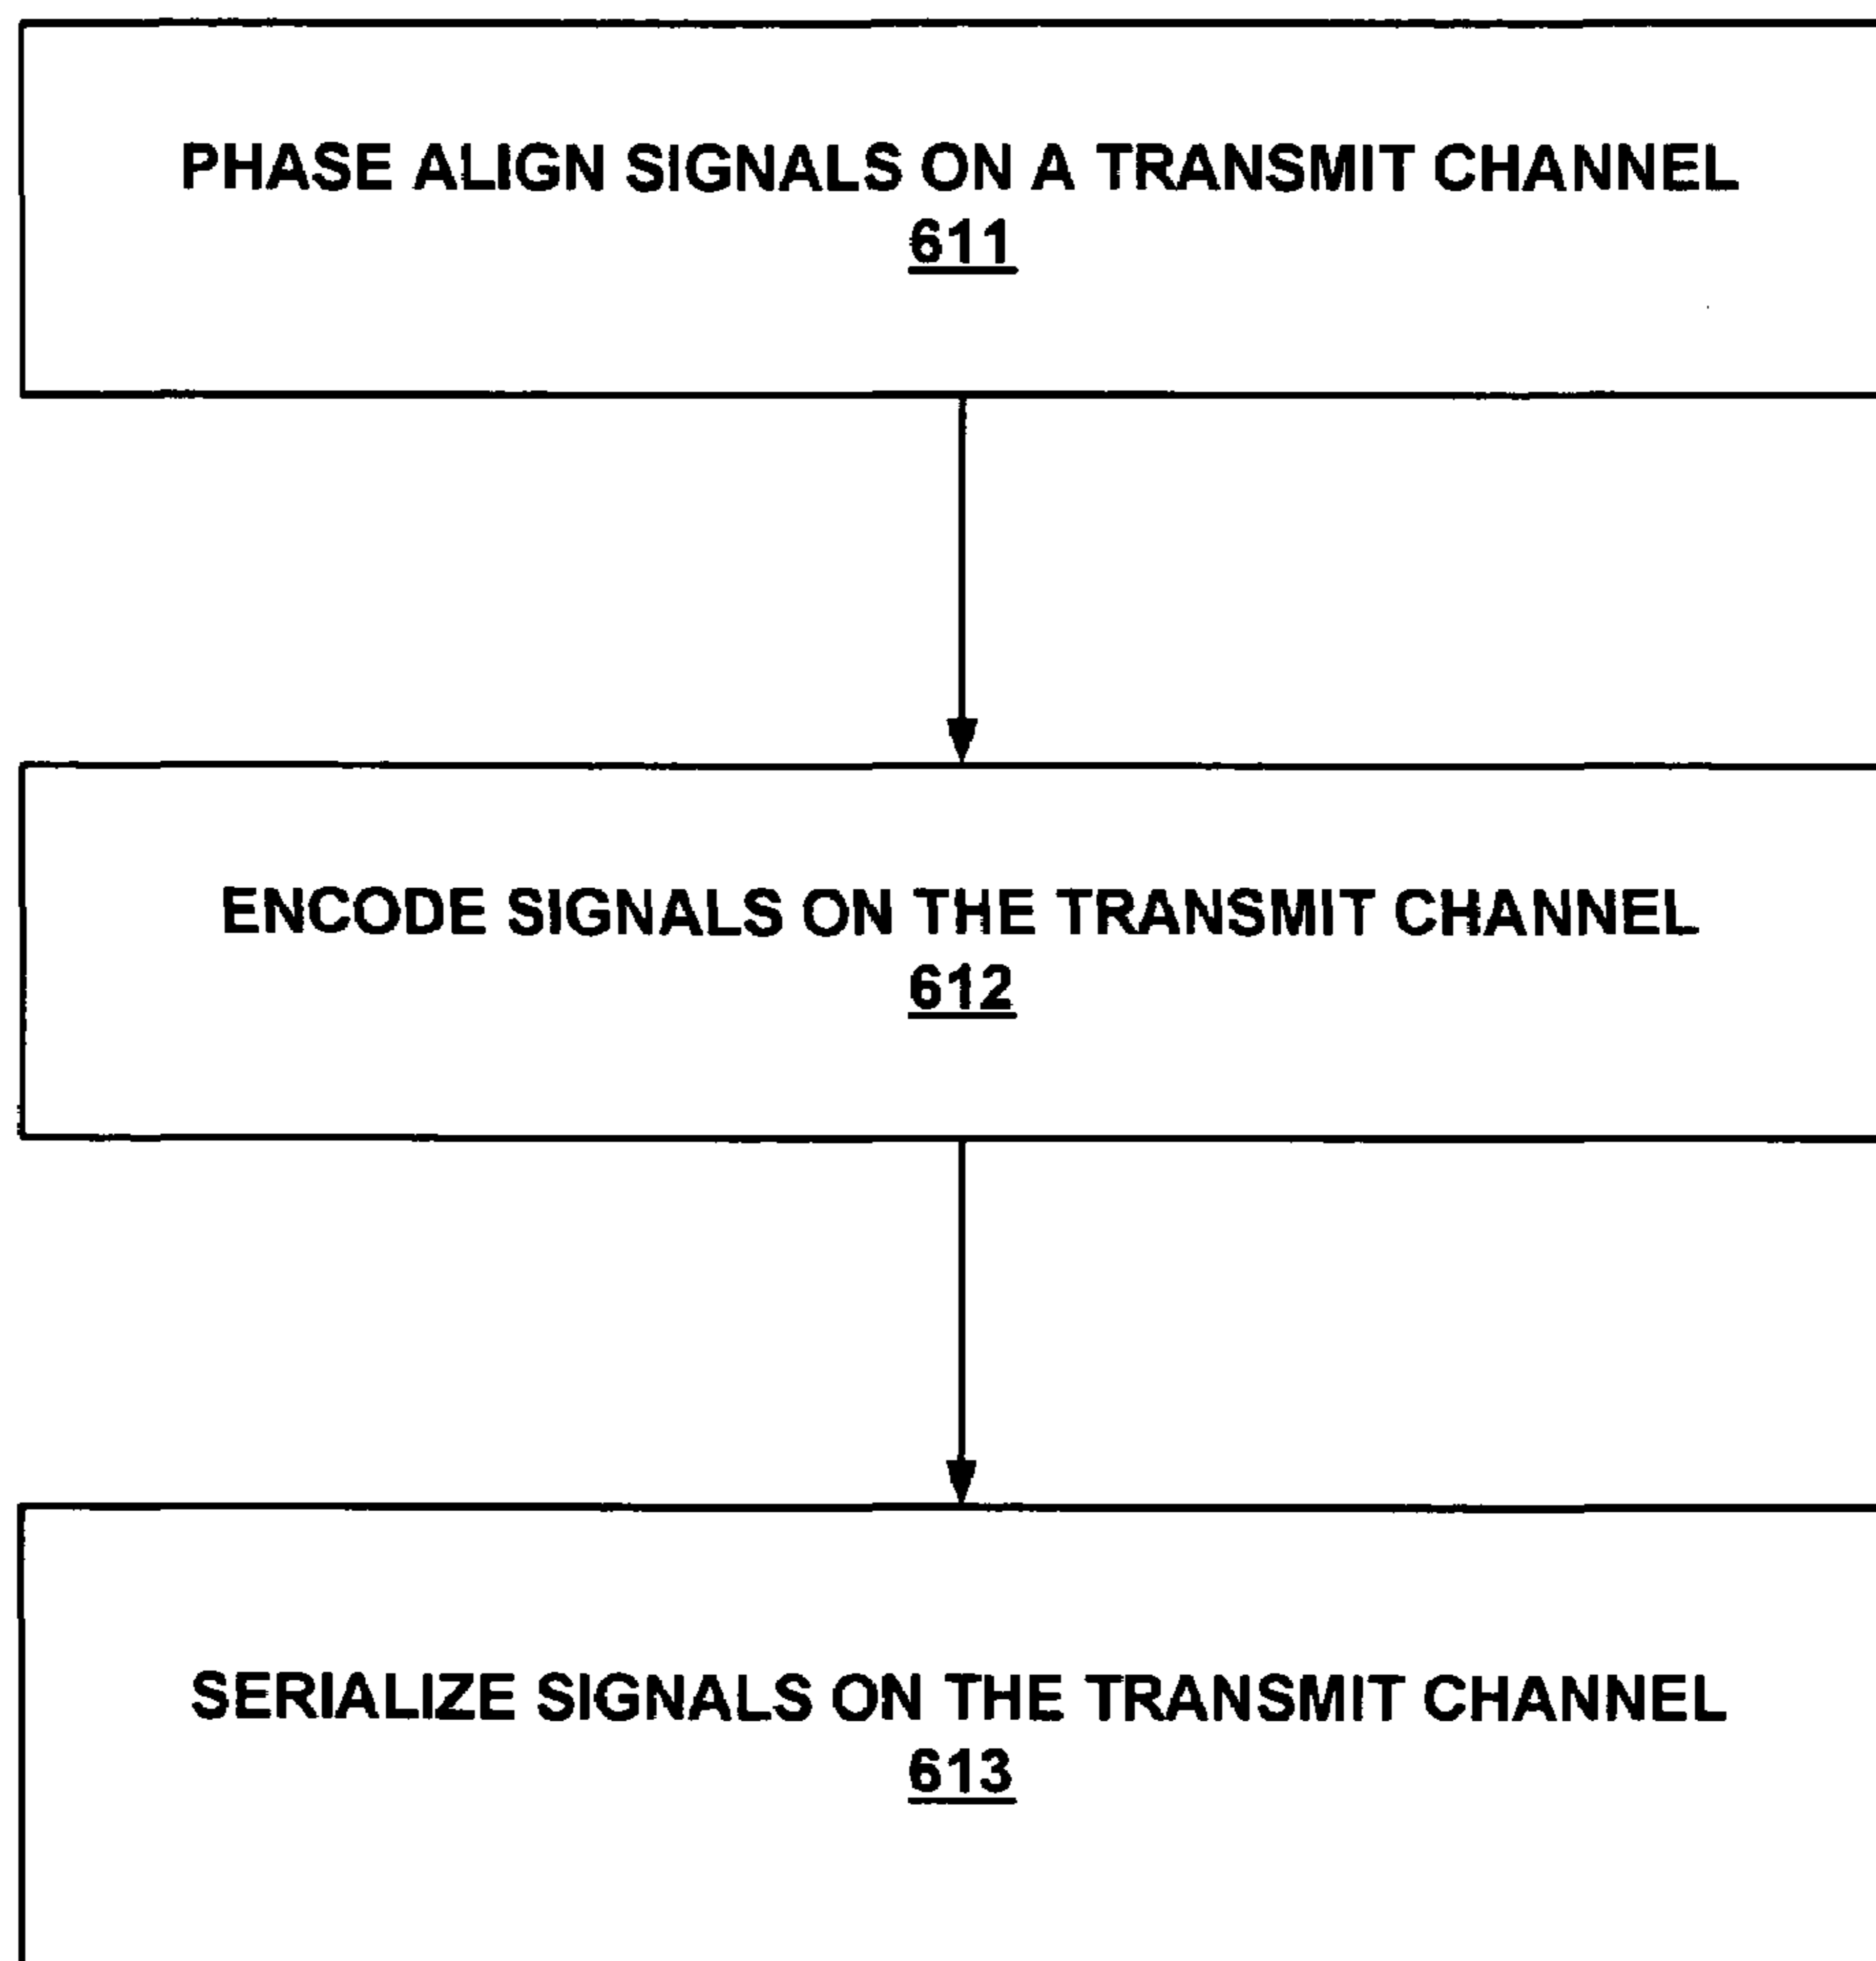 PHASE ALIGN SIGNALS ON A TRANSMIT CHANNEL
611
ENCODE SIGNALS ON THE TRANSMIT CHANNEL
612
SERIALIZE SIGNALS ON THE TRANSMIT CHANNEL
613